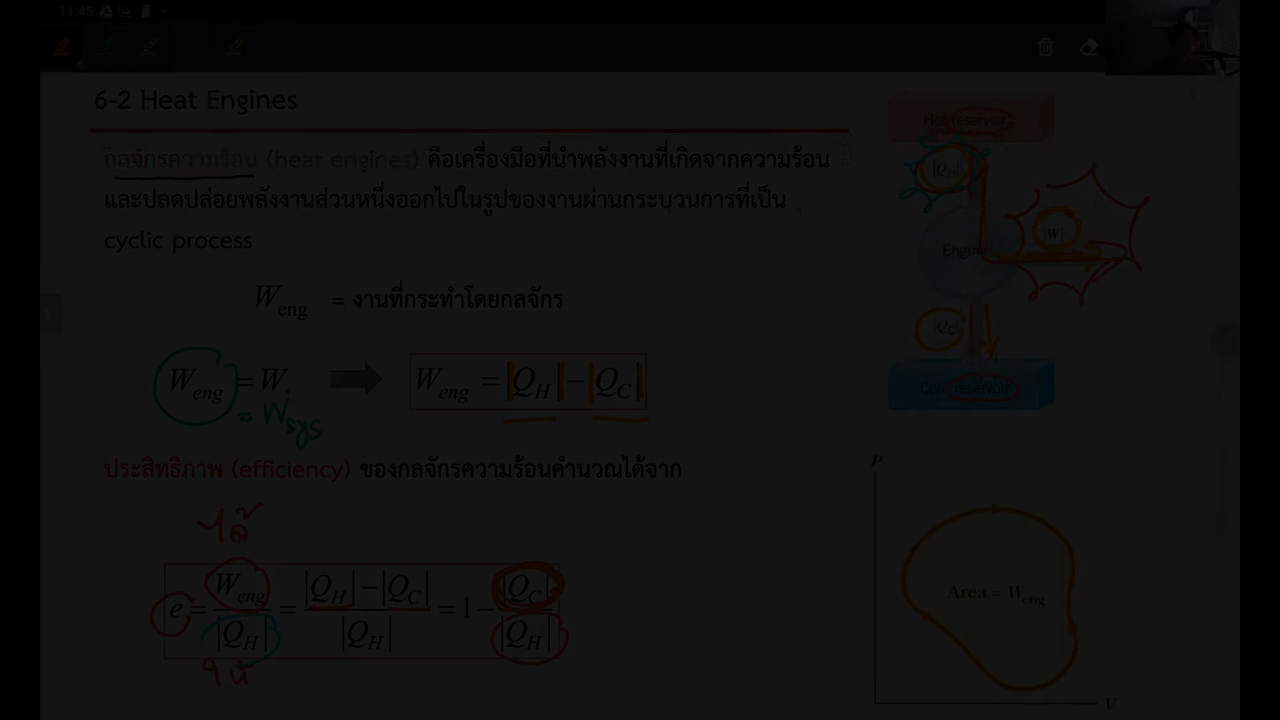 11:45
6-2 Heat Engines
กลจักรความร้อน (heat engines) คือเครื่องมือที่นำพลังงานที่เกิดจากความร้อน
และปลดปล่อยพลังงานส่วนหนึ่งออกไปในรูปของงานผ่านกระบวนการที่เป็น
cyclic process
W_eng = งานที่กระทำโดยกลจักร
W_eng = W
= W_sys
W_eng = |Q_H| − |Q_C|
ประสิทธิภาพ (efficiency) ของกลจักรความร้อนคำนวณได้จาก
ได้
e = W_eng / |Q_H| = |Q_H| − |Q_C| / |Q_H| = 1 − |Q_C| / |Q_H|
ให้
Hot reservoir
|Q_H|
Engine
|W|
|Q_C|
Cold reservoir
P
Area = W_eng
V